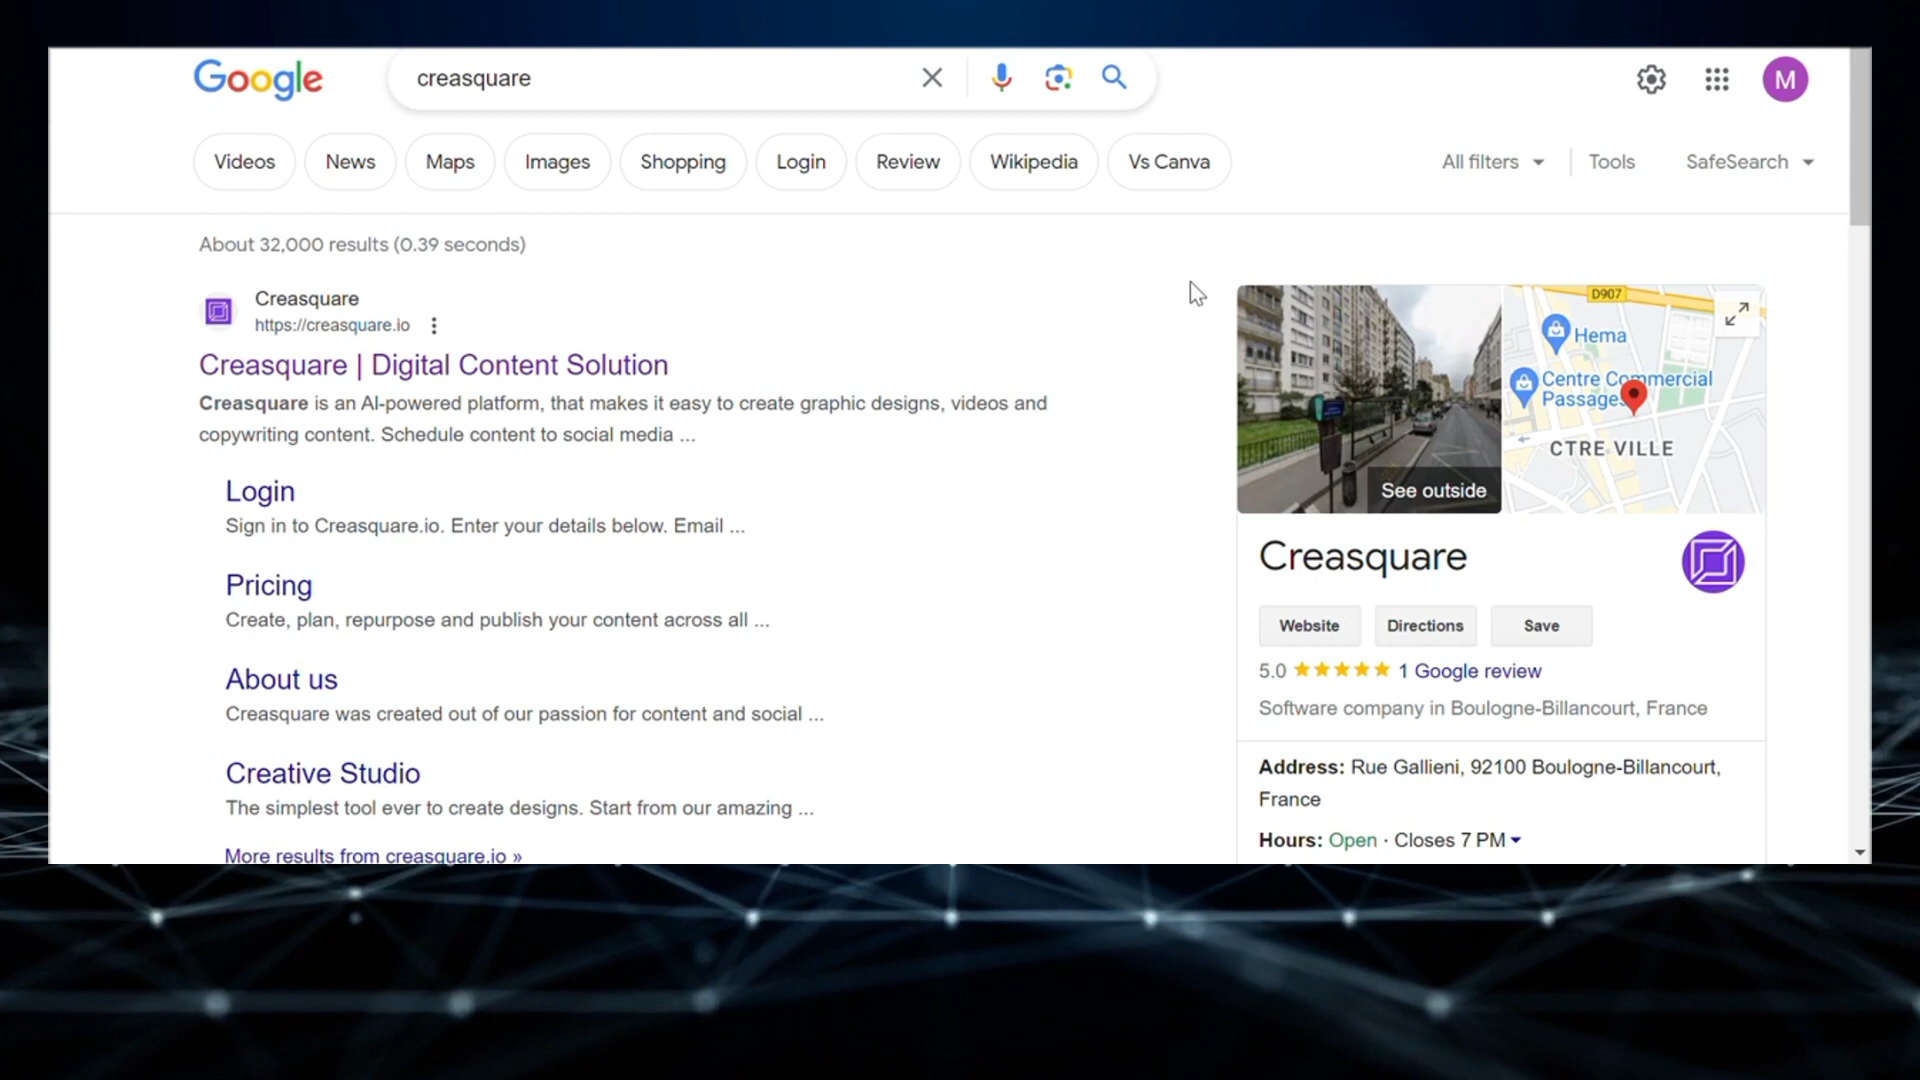 Google
creasquare
M
Videos
News
Maps
Images
Shopping
Login
Review
Wikipedia
Vs Canva
All filters
Tools
SafeSearch
About 32,000 results (0.39 seconds)
Creasquare
https://creasquare.io
Creasquare | Digital Content Solution
Creasquare is an AI-powered platform, that makes it easy to create graphic designs, videos and
copywriting content. Schedule content to social media ...
Login
Sign in to Creasquare.io. Enter your details below. Email ...
Pricing
Create, plan, repurpose and publish your content across all ...
About us
Creasquare was created out of our passion for content and social ...
Creative Studio
The simplest tool ever to create designs. Start from our amazing ...
More results from creasquare.io »
See outside
D907
Hema
Centre Commercial
Passages
CTRE VILLE
Creasquare
Website
Directions
Save
5.0
1 Google review
Software company in Boulogne-Billancourt, France
Address: Rue Gallieni, 92100 Boulogne-Billancourt,
France
Hours: Open · Closes 7 PM